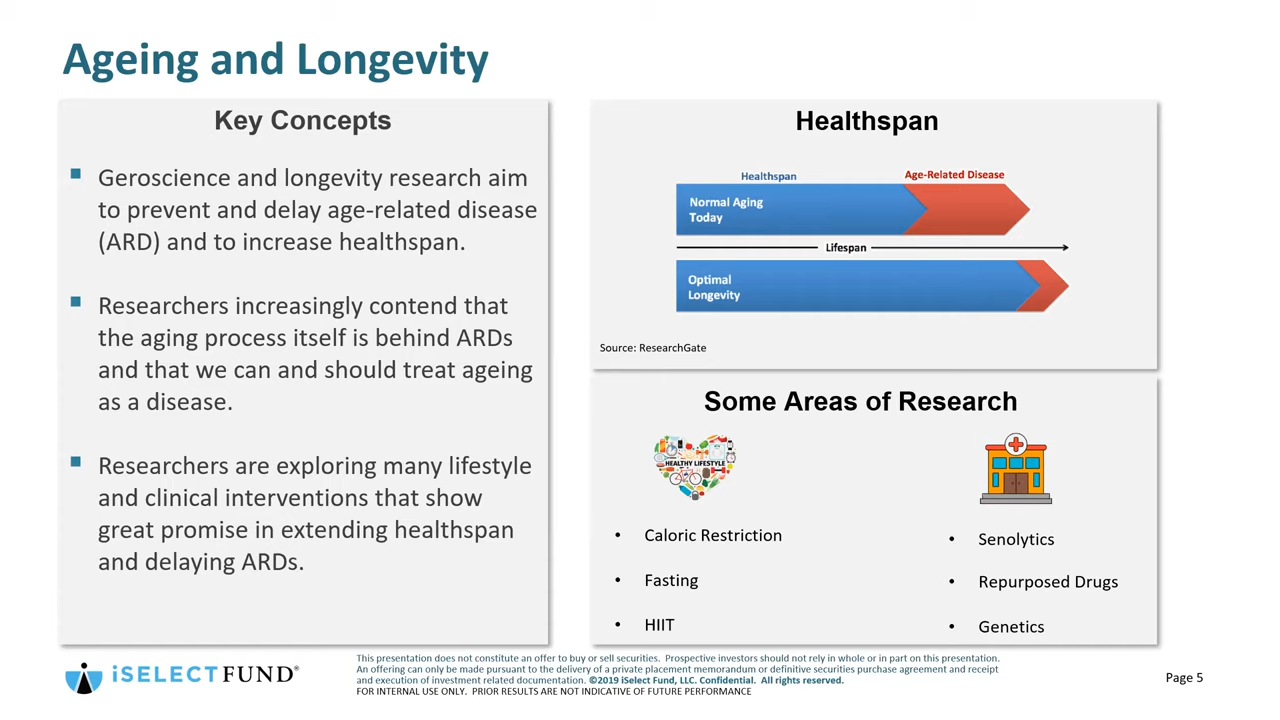 Ageing and Longevity
Key Concepts
Geroscience and longevity research aim
to prevent and delay age-related disease
(ARD) and to increase healthspan.
Researchers increasingly contend that
the aging process itself is behind ARDs
and that we can and should treat ageing
as a disease.
Researchers are exploring many lifestyle
and clinical interventions that show
great promise in extending healthspan
and delaying ARDs.
Healthspan
Healthspan
Age-Related Disease
Normal Aging
Today
Lifespan
Optimal
Longevity
Source: ResearchGate
Some Areas of Research
HEALTHY LIFESTYLE
• Caloric Restriction
• Fasting
• HIIT
• Senolytics
• Repurposed Drugs
• Genetics
iSELECTFUND®
This presentation does not constitute an offer to buy or sell securities. Prospective investors should not rely in whole or in part on this presentation.
An offering can only be made pursuant to the delivery of a private placement memorandum or definitive securities purchase agreement and receipt
and execution of investment related documentation. ©2019 iSelect Fund, LLC. Confidential. All rights reserved.
FOR INTERNAL USE ONLY. PRIOR RESULTS ARE NOT INDICATIVE OF FUTURE PERFORMANCE
Page 5